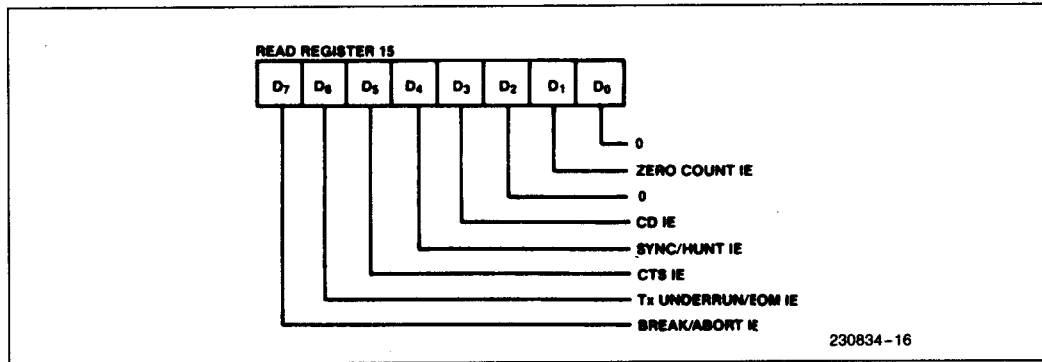 READ REGISTER 15
D7 D6 D5 D4 D3 D2 D1 D0
0
ZERO COUNT IE
0
CD IE
SYNC/HUNT IE
CTS IE
Tx UNDERRUN/EOM IE
BREAK/ABORT IE
230834-16